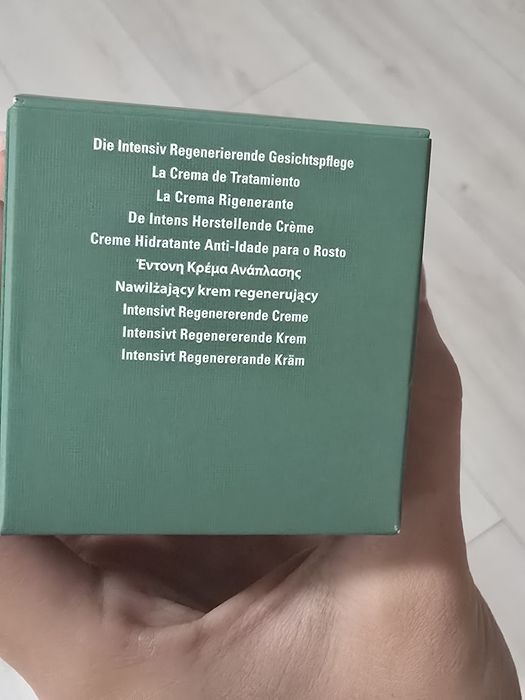 Die Intensiv Regenerierende Gesichtspflege
La Crema de Tratamiento
La Crema Rigenerante
De Intens Herstellende Crème
Creme Hidratante Anti-Idade para o Rosto
Έντονη Κρέμα Ανάπλασης
Nawilżający krem regenerujący
Intensivt Regenererende Creme
Intensivt Regenererende Krem
Intensivt Regenererande Kräm